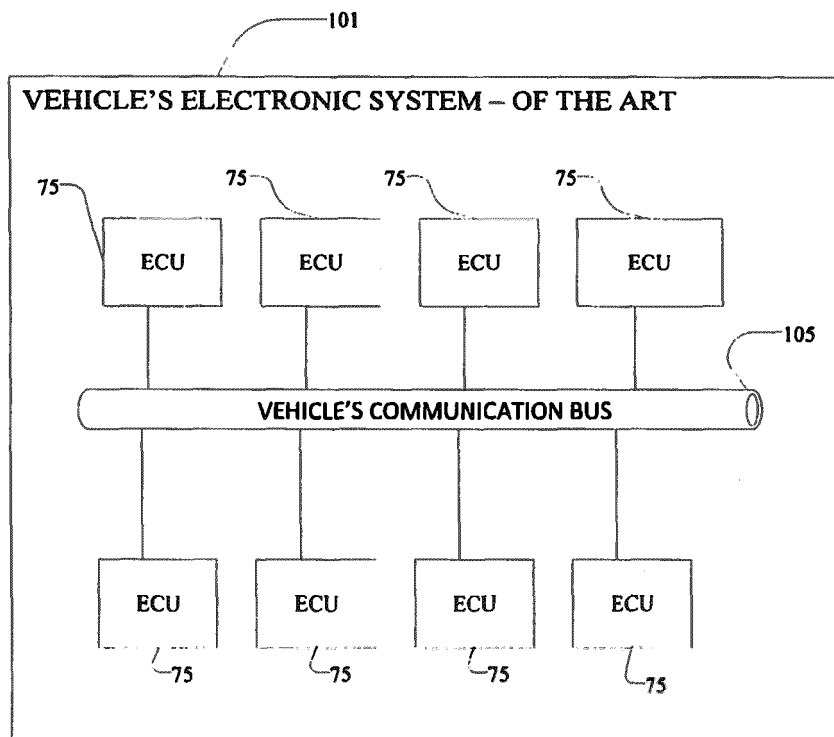 101
VEHICLE'S ELECTRONIC SYSTEM – OF THE ART
75 75 75 75
ECU ECU ECU ECU
105
VEHICLE'S COMMUNICATION BUS
ECU ECU ECU ECU
75 75 75 75